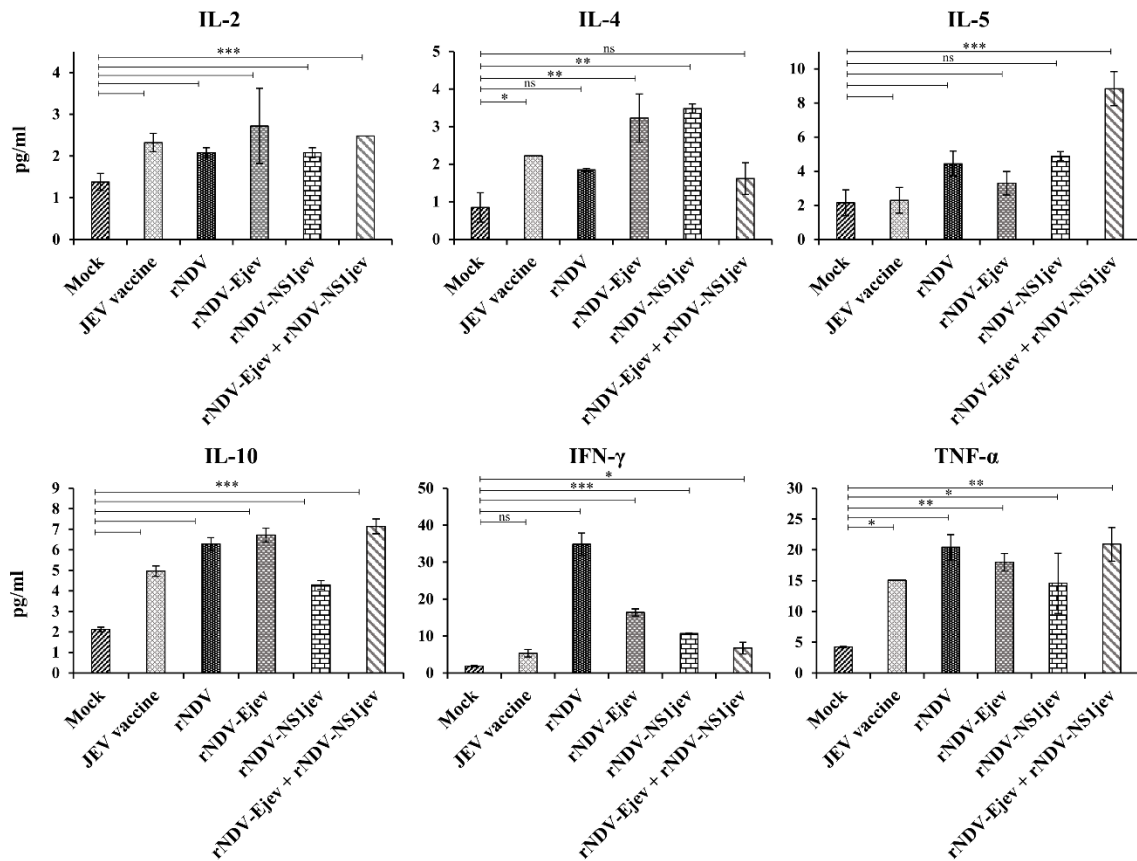 IL-2
pg/ml
4
3
2
1
0
***
Mock
JEV vaccine
rNDV
rNDV-Ejev
rNDV-NS1jev
rNDV-Ejev + rNDV-NS1jev
IL-4
5
4
3
2
1
0
ns
**
**
ns
*
Mock
JEV vaccine
rNDV
rNDV-Ejev
rNDV-NS1jev
rNDV-Ejev + rNDV-NS1jev
IL-5
10
8
6
4
2
0
***
ns
Mock
JEV vaccine
rNDV
rNDV-Ejev
rNDV-NS1jev
rNDV-Ejev + rNDV-NS1jev
IL-10
pg/ml
9
8
7
6
5
4
3
2
1
0
***
Mock
JEV vaccine
rNDV
rNDV-Ejev
rNDV-NS1jev
rNDV-Ejev + rNDV-NS1jev
IFN-γ
50
40
30
20
10
0
*
***
ns
Mock
JEV vaccine
rNDV
rNDV-Ejev
rNDV-NS1jev
rNDV-Ejev + rNDV-NS1jev
TNF-α
30
25
20
15
10
5
0
**
*
**
*
Mock
JEV vaccine
rNDV
rNDV-Ejev
rNDV-NS1jev
rNDV-Ejev + rNDV-NS1jev